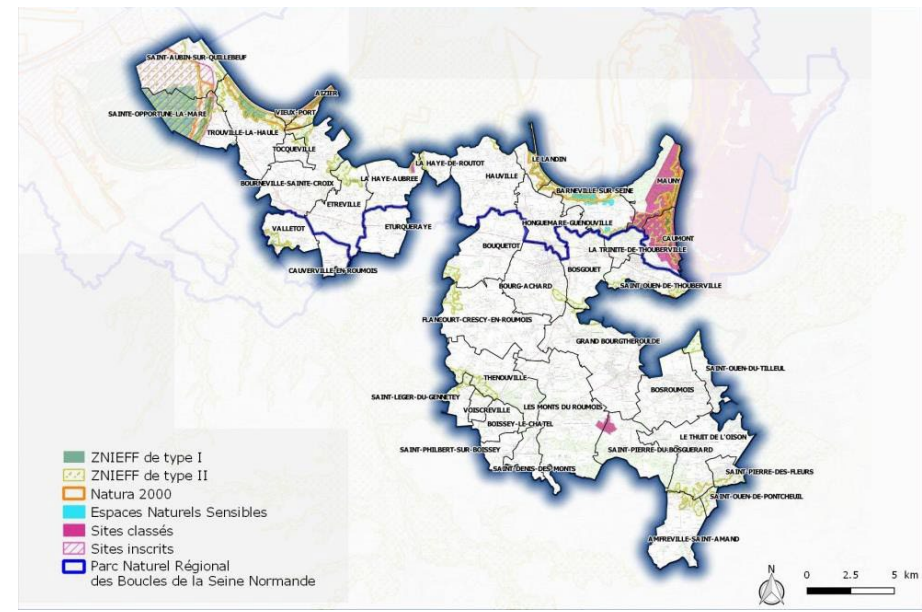 SAINT-AUBIN-SUR-QUILLEBEUF
AIZIER
SAINTE-OPPORTUNE-LA-MARE
VIEUX-PORT
TROUVILLE-LA-HAULE
TOCQUEVILLE
LA HAYE-DE-ROUTOT
LE LANDIN
HAUVILLE
LA HAYE-AUBREE
BOURNEVILLE-SAINTE-CROIX
MAUNY
BARNEVILLE-SUR-SEINE
ETREVILLE
HONGUEMARE-GUENOUVILLE
VALLETOT
ETURQUERAYE
CAUMONT
BOUQUETOT
LA TRINITE-DE-THOUBERVILLE
CAUVERVILLE-EN-ROUMOIS
BOSGOUET
BOURG-ACHARD
SAINT-OUEN-DE-THOUBERVILLE
FLANCOURT-CRESCY-EN-ROUMOIS
GRAND BOURGTHEROULDE
SAINT-OUEN-DU-TILLEUL
THENOUVILLE
BOSROUMOIS
SAINT-LEGER-DU-GENNETEY
VOISCREVILLE
LES MONTS DU ROUMOIS
BOISSEY-LE-CHATEL
LE THUIT DE L'OISON
SAINT-PHILBERT-SUR-BOISSEY
SAINT-PIERRE-DU-BOSGUERARD
SAINT-DENIS-DES-MONTS
SAINT-PIERRE-DES-FLEURS
SAINT-OUEN-DE-PONTCHEUIL
AMFREVILLE-SAINT-AMAND
ZNIEFF de type I
ZNIEFF de type II
Natura 2000
Espaces Naturels Sensibles
Sites classés
Sites inscrits
Parc Naturel Régional
des Boucles de la Seine Normande
N
0 2.5 5 km